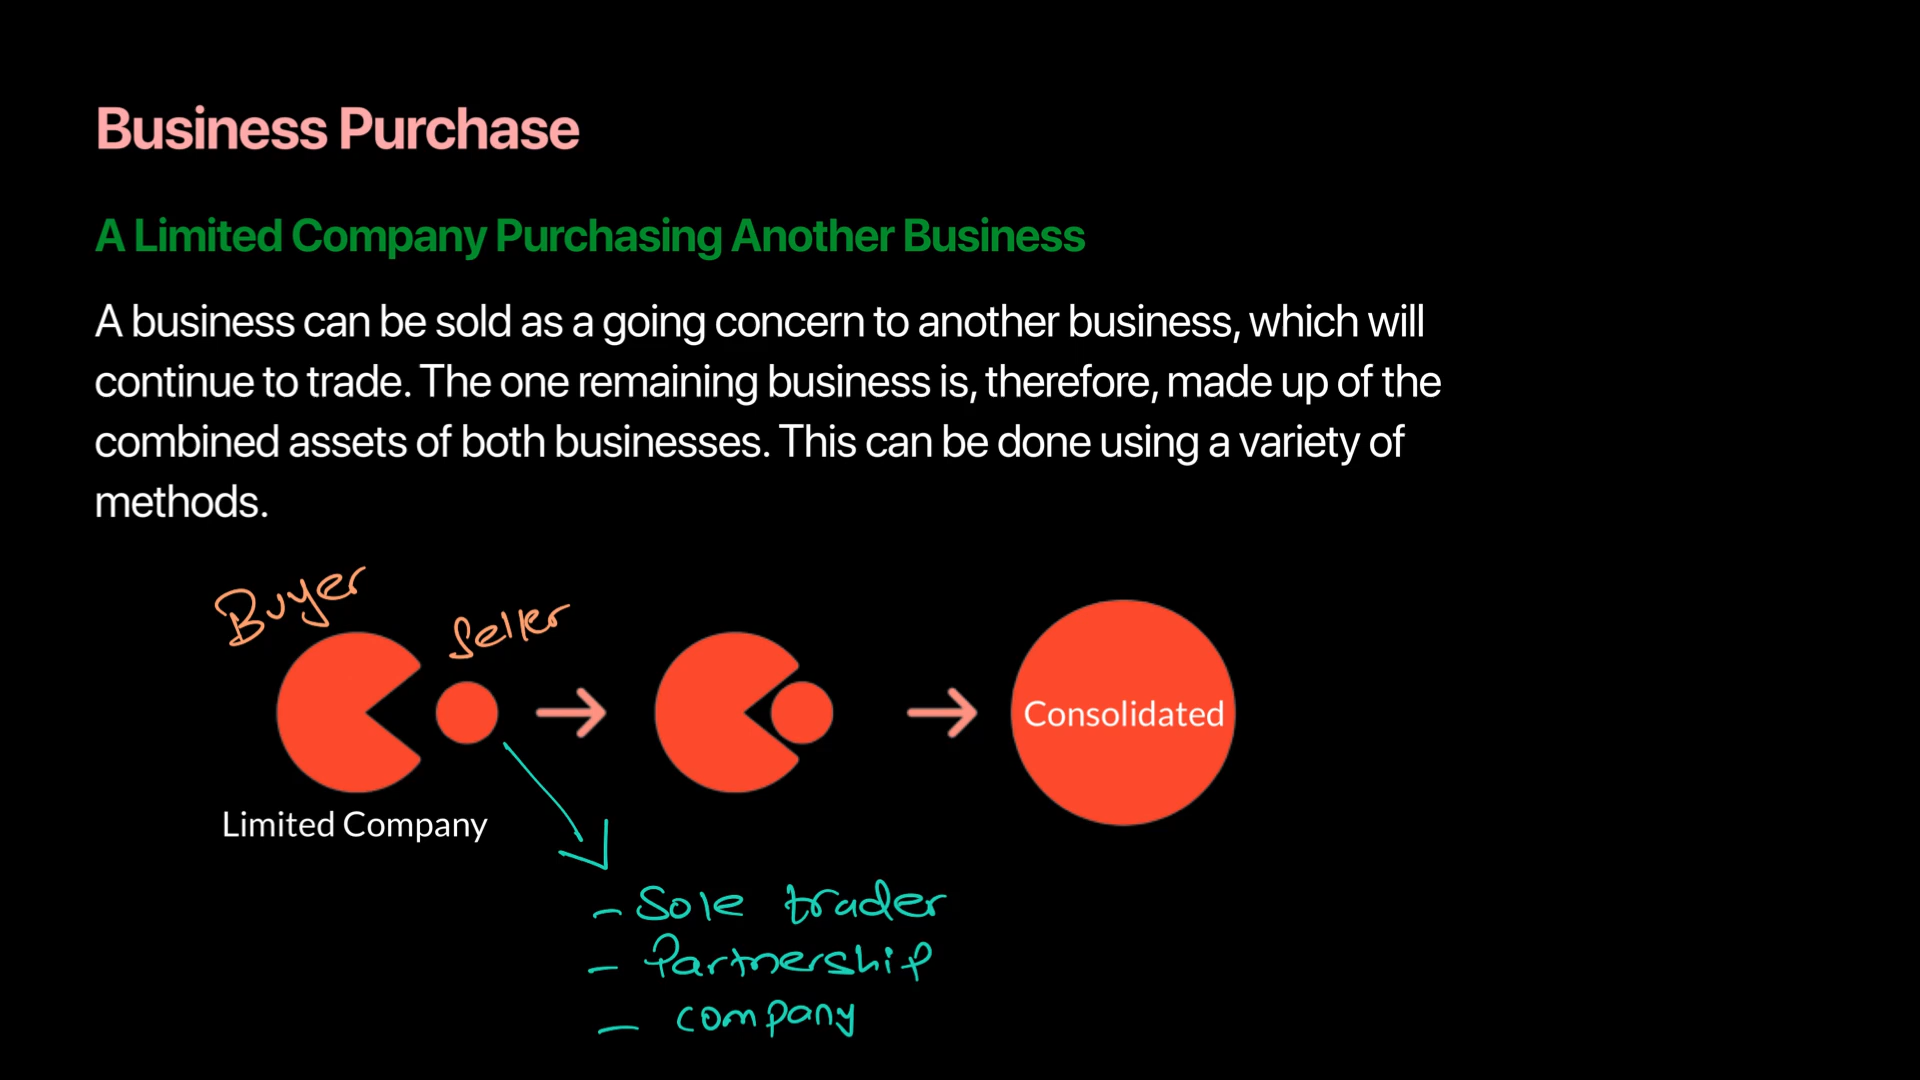 Business Purchase
A Limited Company Purchasing Another Business
A business can be sold as a going concern to another business, which will
continue to trade. The one remaining business is, therefore, made up of the
combined assets of both businesses. This can be done using a variety of
methods.
Buyer
Seller
Consolidated
Limited Company
- Sole trader
- Partnership
- company